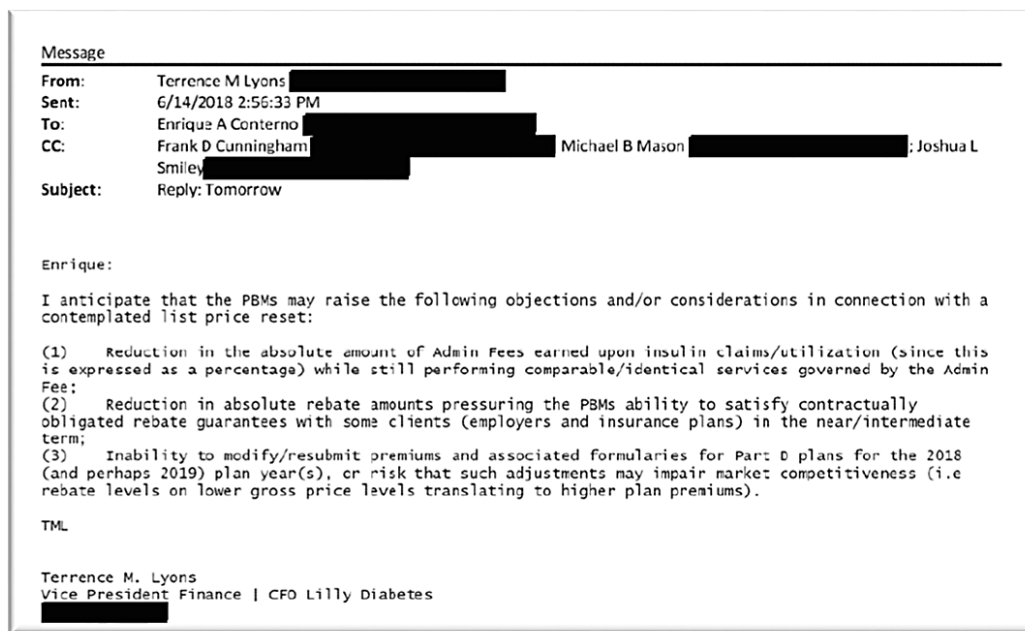 Message
From: Terrence M Lyons
Sent: 6/14/2018 2:56:33 PM
To: Enrique A Conterno
CC: Frank D Cunningham Michael B Mason ; Joshua L
Smiley
Subject: Reply: Tomorrow
Enrique:
I anticipate that the PBMs may raise the following objections and/or considerations in connection with a
contemplated list price reset:
(1) Reduction in the absolute amount of Admin Fees earned upon insulin claims/utilization (since this
is expressed as a percentage) while still performing comparable/identical services governed by the Admin
Fee;
(2) Reduction in absolute rebate amounts pressuring the PBMs ability to satisfy contractually
obligated rebate guarantees with some clients (employers and insurance plans) in the near/intermediate
term;
(3) Inability to modify/resubmit premiums and associated formularies for Part D plans for the 2018
(and perhaps 2019) plan year(s), or risk that such adjustments may impair market competitiveness (i.e
rebate levels on lower gross price levels translating to higher plan premiums).
TML
Terrence M. Lyons
Vice President Finance | CFO Lilly Diabetes